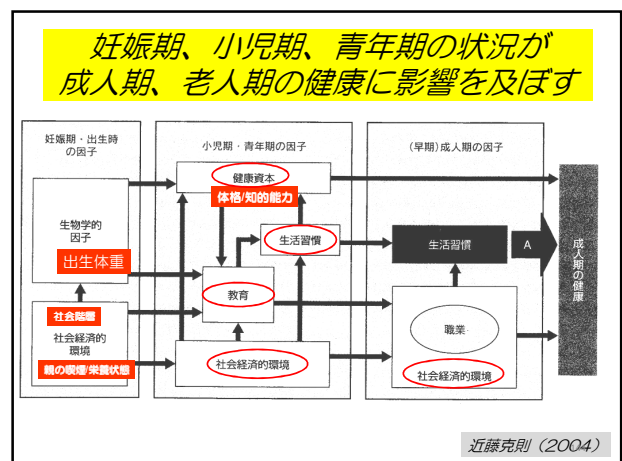 妊娠期、小児期、青年期の状況が
成人期、老人期の健康に影響を及ぼす
妊娠期・出生時
の因子
生物学的
因子
出生体重
社会階層
社会経済的
環境
親の喫煙/栄養状態
小児期・青年期の因子
健康資本
体格/知的能力
生活習慣
教育
社会経済的環境
(早期)成人期の因子
生活習慣
A
職業
社会経済的環境
成人期の健康
近藤克則(2004)